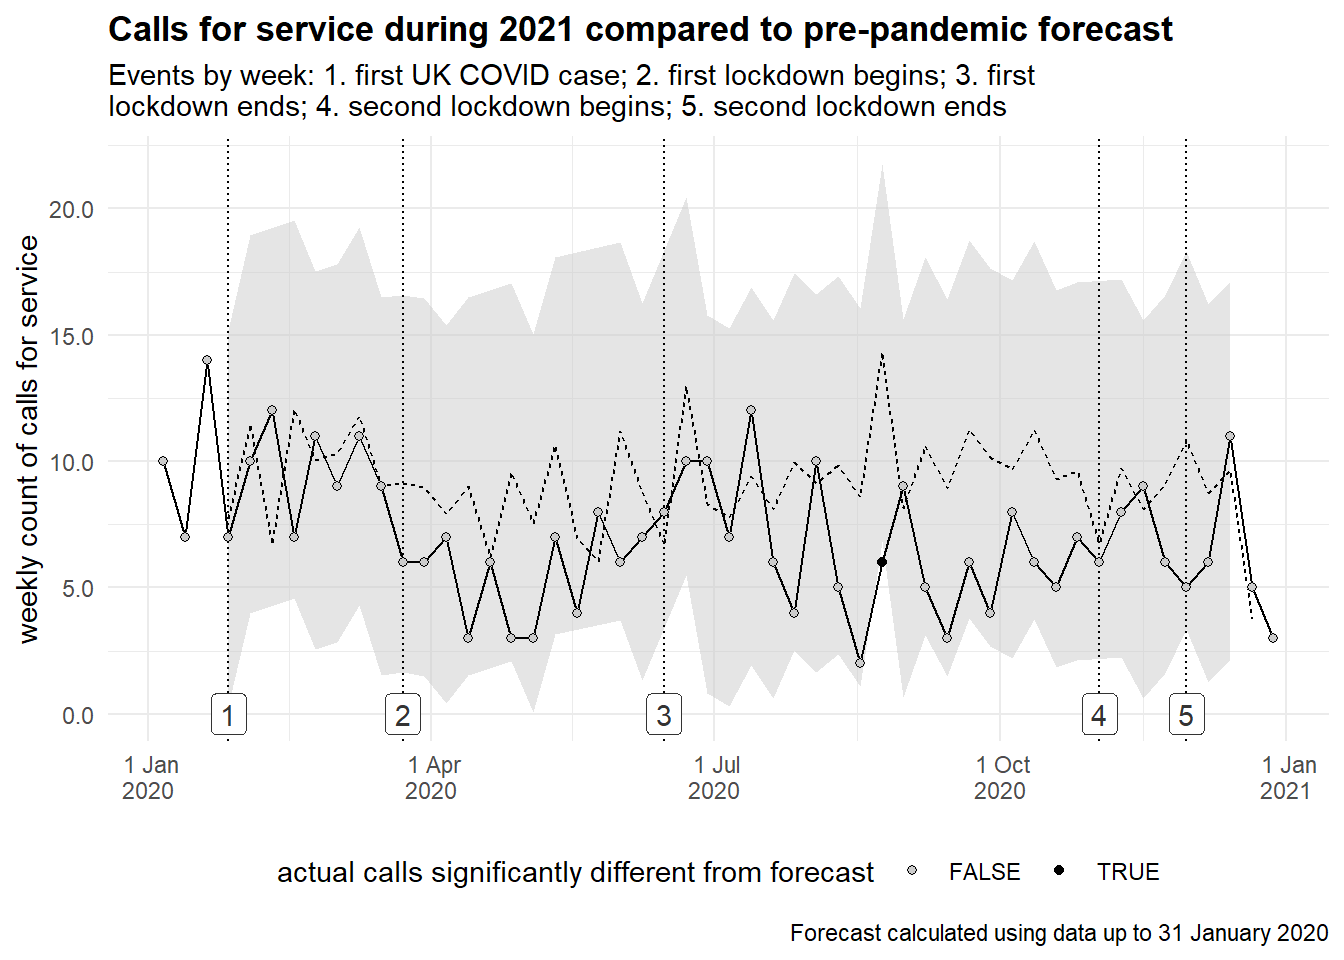 Calls for service during 2021 compared to pre-pandemic forecast
Events by week: 1. first UK COVID case; 2. first lockdown begins; 3. first
lockdown ends; 4. second lockdown begins; 5. second lockdown ends
weekly count of calls for service
20.0
15.0
10.0
5.0
0.0
1 2 3 4 5
1 Jan 1 Apr 1 Jul 1 Oct 1 Jan
2020 2020 2020 2020 2021
actual calls significantly different from forecast FALSE TRUE
Forecast calculated using data up to 31 January 2020